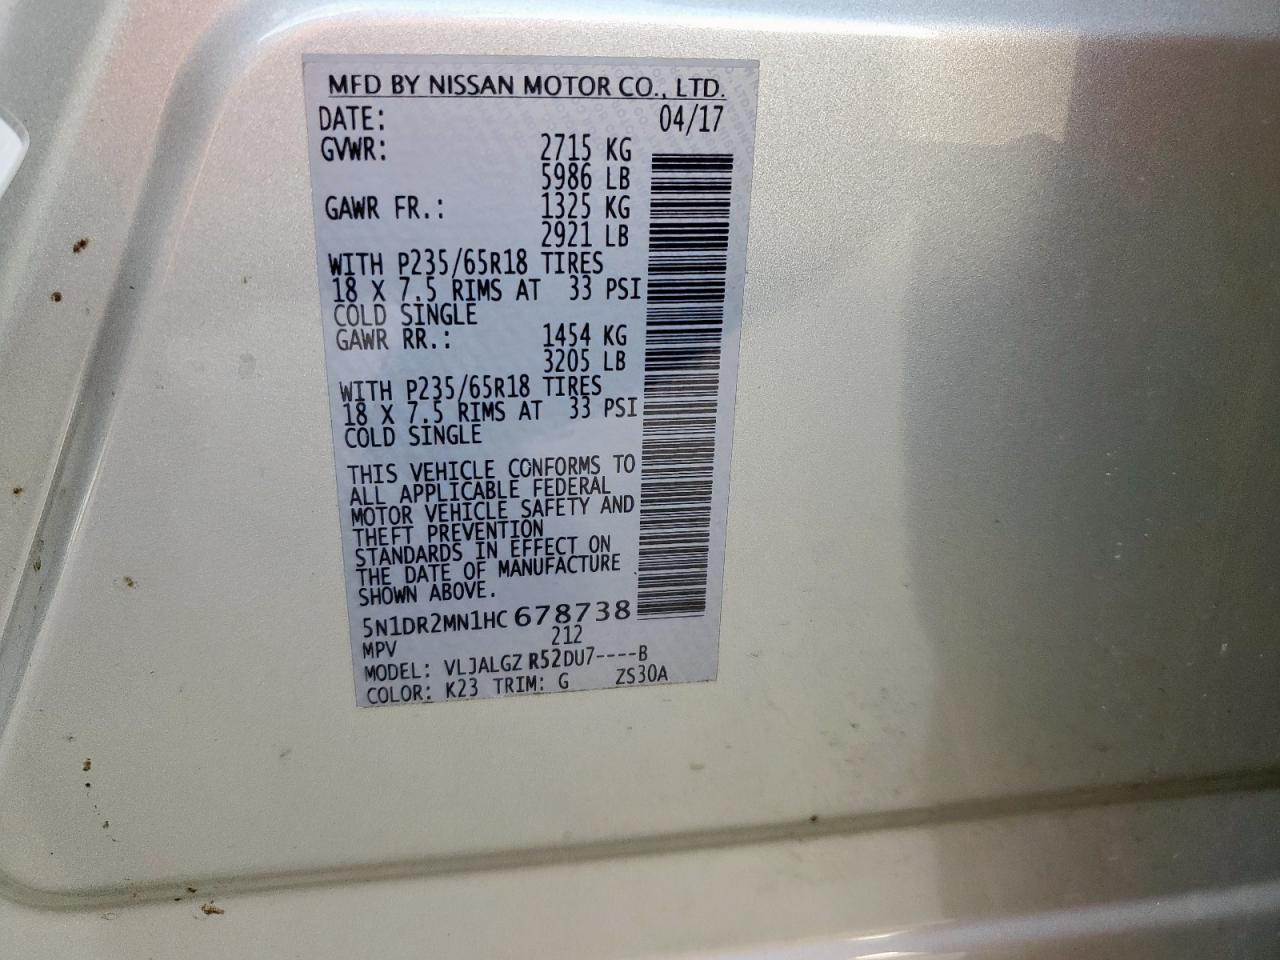 MFD BY NISSAN MOTOR CO., LTD.
DATE: 04/17
GVWR: 2715 KG
5986 LB
GAWR FR.: 1325 KG
2921 LB
WITH P235/65R18 TIRES
18 X 7.5 RIMS AT 33 PSI
COLD SINGLE
GAWR RR.: 1454 KG
3205 LB
WITH P235/65R18 TIRES
18 X 7.5 RIMS AT 33 PSI
COLD SINGLE
THIS VEHICLE CONFORMS TO
ALL APPLICABLE FEDERAL
MOTOR VEHICLE SAFETY AND
THEFT PREVENTION
STANDARDS IN EFFECT ON
THE DATE OF MANUFACTURE
SHOWN ABOVE.
5N1DR2MN1HC678738
MPV 212
MODEL: VLJALGZ R52DU7----B
COLOR: K23 TRIM: G ZS30A